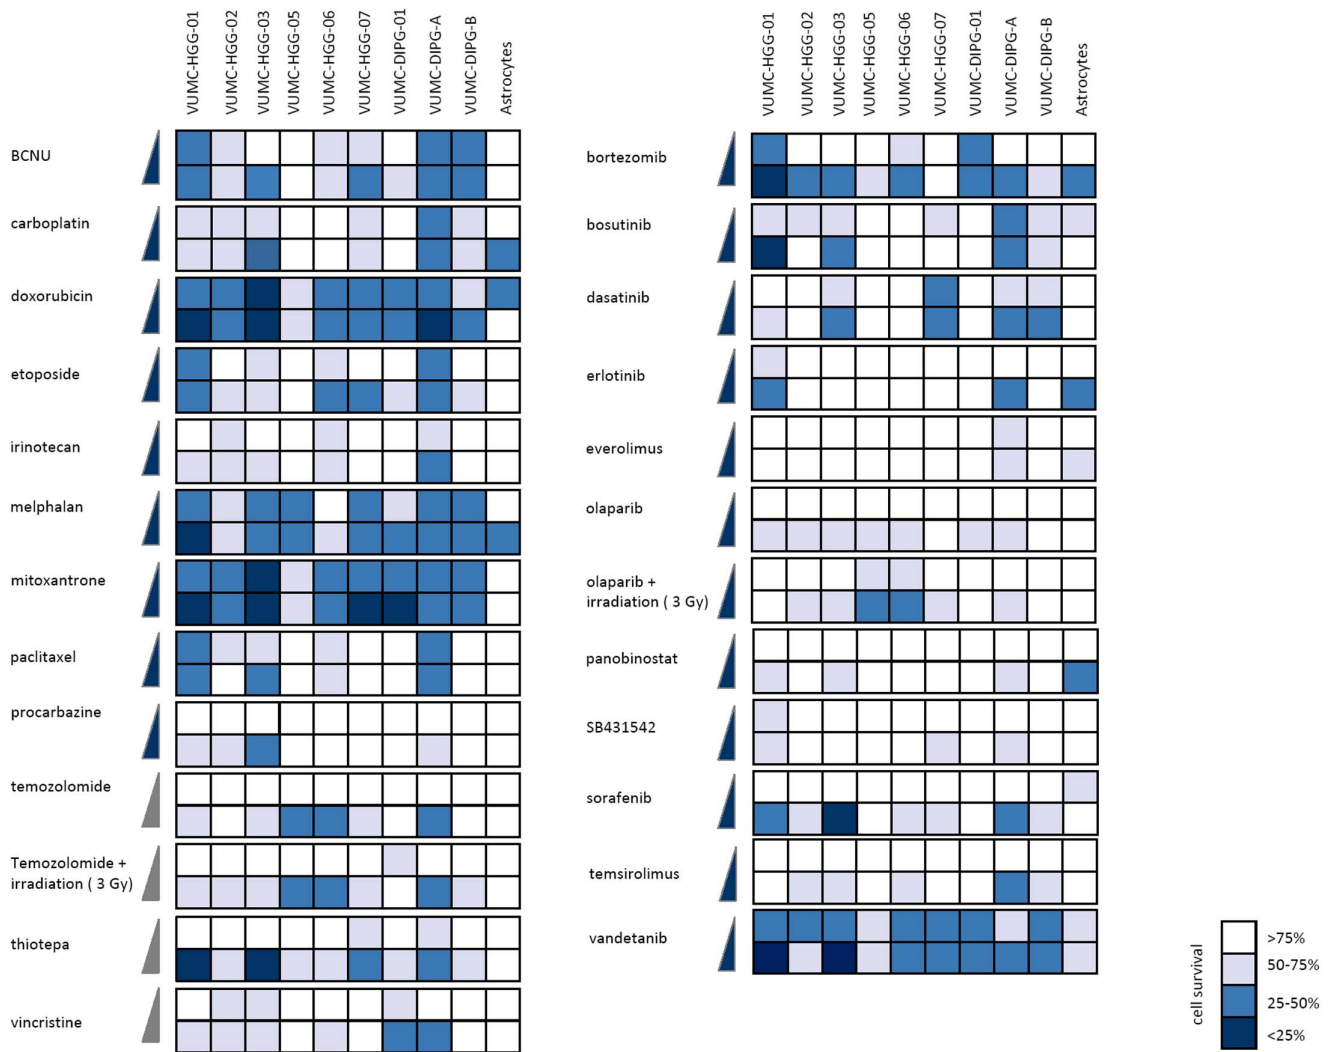 VUMC-HGG-01
VUMC-HGG-02
VUMC-HGG-03
VUMC-HGG-05
VUMC-HGG-06
VUMC-HGG-07
VUMC-DIPG-01
VUMC-DIPG-A
VUMC-DIPG-B
Astrocytes
BCNU
carboplatin
doxorubicin
etoposide
irinotecan
melphalan
mitoxantrone
paclitaxel
procarbazine
temozolomide
Temozolomide +
irradiation ( 3 Gy)
thiotepa
vincristine
VUMC-HGG-01
VUMC-HGG-02
VUMC-HGG-03
VUMC-HGG-05
VUMC-HGG-06
VUMC-HGG-07
VUMC-DIPG-01
VUMC-DIPG-A
VUMC-DIPG-B
Astrocytes
bortezomib
bosutinib
dasatinib
erlotinib
everolimus
olaparib
olaparib +
irradiation ( 3 Gy)
panobinostat
SB431542
sorafenib
temsirolimus
vandetanib
cell survival
>75%
50-75%
25-50%
<25%